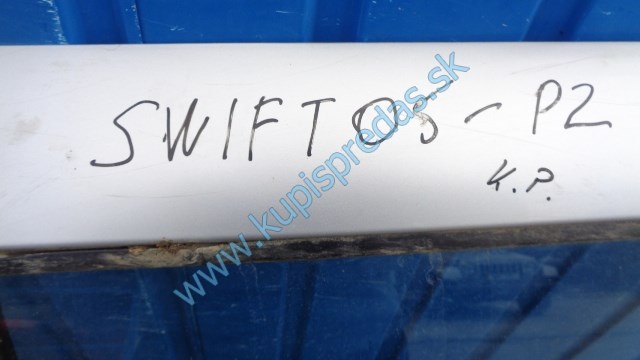 SWIFT 05 - P2
K.P.
www.kupispredas.sk